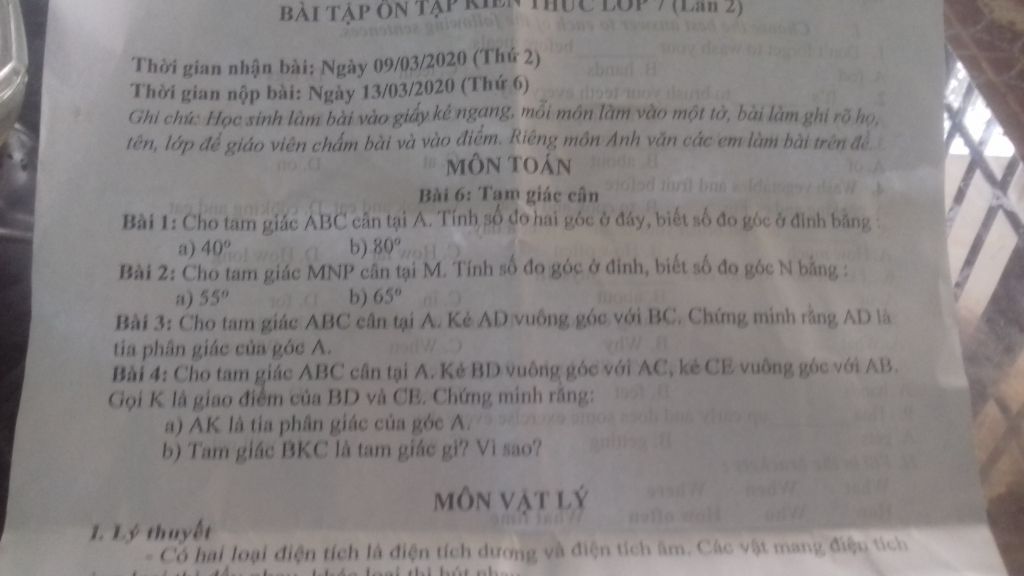 BÀI TẬP ÔN TẬP KIẾN THỨC LỚP 7 (Lần 2)
Thời gian nhận bài: Ngày 09/03/2020 (Thứ 2)
Thời gian nộp bài: Ngày 13/03/2020 (Thứ 6)
Ghi chú: Học sinh làm bài vào giấy kẻ ngang, mỗi môn làm vào một tờ, bài làm ghi rõ họ,
tên, lớp để giáo viên chấm bài và vào điểm. Riêng môn Anh văn các em làm bài trên đề.
MÔN TOÁN
Bài 6: Tam giác cân
Bài 1: Cho tam giác ABC cân tại A. Tính số đo hai góc ở đáy, biết số đo góc ở đỉnh bằng :
a) 40° b) 80°
Bài 2: Cho tam giác MNP cân tại M. Tính số đo góc ở đỉnh, biết số đo góc N bằng :
a) 55° b) 65°
Bài 3: Cho tam giác ABC cân tại A. Kẻ AD vuông góc với BC. Chứng minh rằng AD là
tia phân giác của góc A.
Bài 4: Cho tam giác ABC cân tại A. Kẻ BD vuông góc với AC, kẻ CE vuông góc với AB.
Gọi K là giao điểm của BD và CE. Chứng minh rằng:
a) AK là tia phân giác của góc A.
b) Tam giác BKC là tam giác gì? Vì sao?
MÔN VẬT LÝ
I. Lý thuyết
- Có hai loại điện tích là điện tích dương và điện tích âm. Các vật mang điện tích